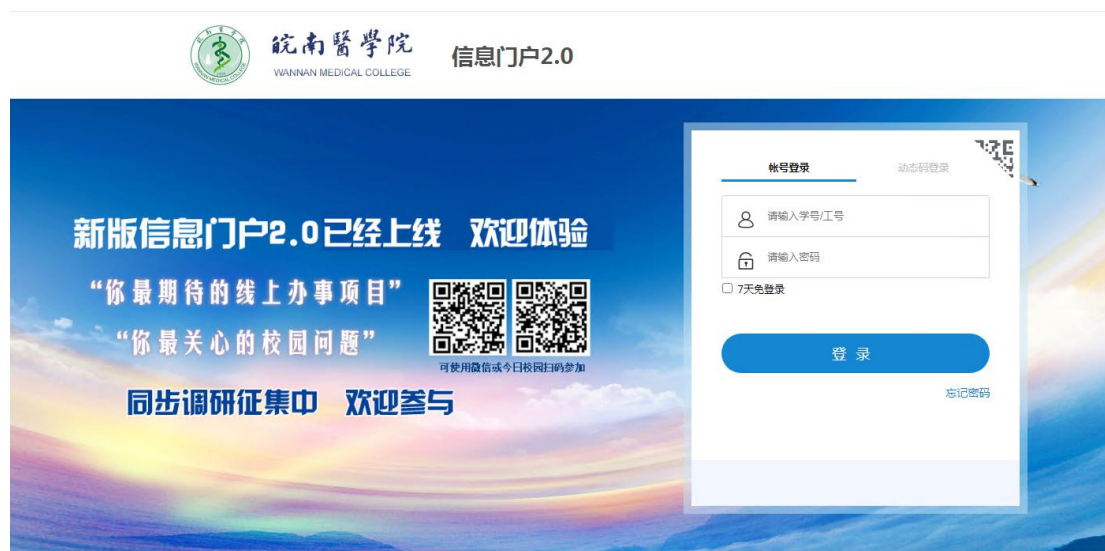 皖南醫學院
WANNAN MEDICAL COLLEGE
信息门户2.0
新版信息门户2.0已经上线 欢迎体验
“你最期待的线上办事项目”
“你最关心的校园问题”
可使用微信或今日校园扫码参加
同步调研征集中 欢迎参与
帐号登录
动态码登录
请输入学号/工号
请输入密码
7天免登录
登 录
忘记密码